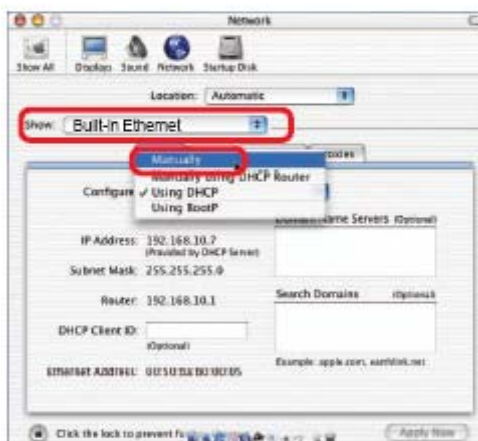 Network
Show All Displays Sound Network Startup Disk
Location: Automatic
Show: Built-in Ethernet
Manually
Manually using DHCP Router
Configure ✓ Using DHCP
Using BootP
Domain Name Servers (Optional)
IP Address: 192.168.10.7
(Provided by DHCP Server)
Subnet Mask: 255.255.255.0
Router: 192.168.10.1
Search Domains (Optional)
DHCP Client ID:
(Optional)
Example: apple.com, earthlink.net
Ethernet Address:
Click the lock to prevent
Apply Now